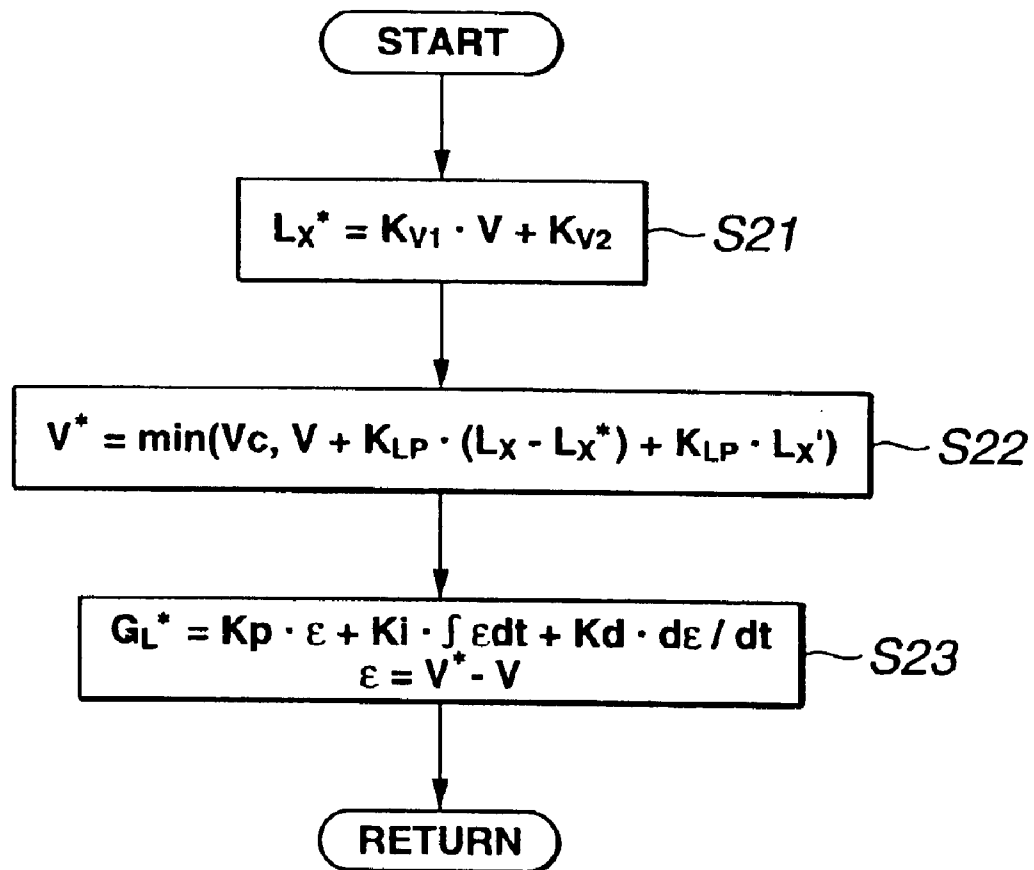 START
Lx* = Kv1 · V + Kv2
S21
V* = min(Vc, V + KLP · (Lx - Lx*) + KLP · Lx')
S22
GL* = Kp · ε + Ki · ∫ εdt + Kd · dε / dt
ε = V* - V
S23
RETURN